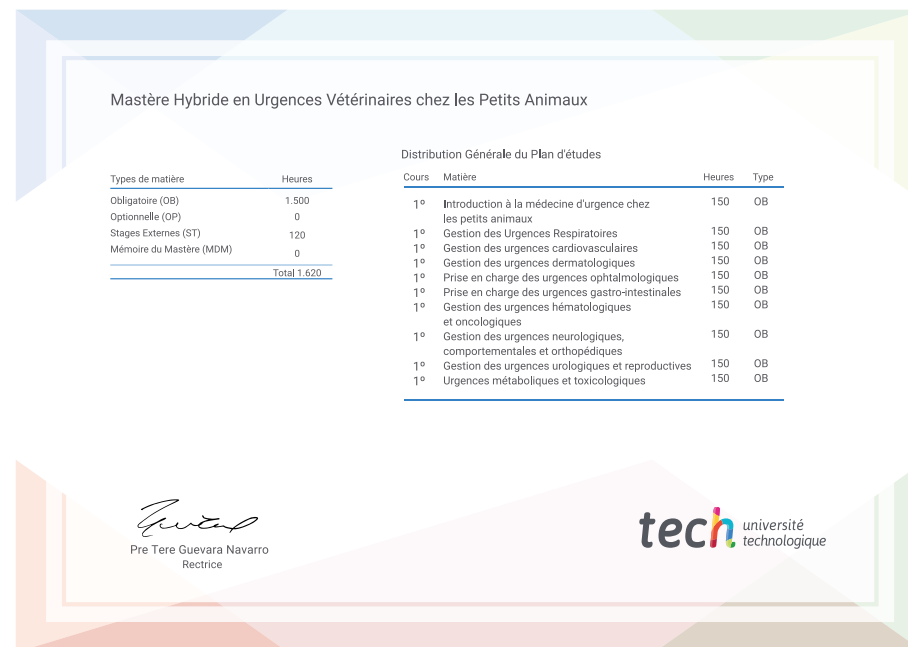 Mastère Hybride en Urgences Vétérinaires chez les Petits Animaux
Types de matière Heures
Obligatoire (OB) 1.500
Optionnelle (OP) 0
Stages Externes (ST) 120
Mémoire du Mastère (MDM) 0
Total 1.620
Distribution Générale du Plan d'études
Cours Matière Heures Type
1º Introduction à la médecine d'urgence chez 150 OB
les petits animaux
1º Gestion des Urgences Respiratoires 150 OB
1º Gestion des urgences cardiovasculaires 150 OB
1º Gestion des urgences dermatologiques 150 OB
1º Prise en charge des urgences ophtalmologiques 150 OB
1º Prise en charge des urgences gastro-intestinales 150 OB
1º Gestion des urgences hématologiques 150 OB
et oncologiques
1º Gestion des urgences neurologiques, 150 OB
comportementales et orthopédiques
1º Gestion des urgences urologiques et reproductives 150 OB
1º Urgences métaboliques et toxicologiques 150 OB
Pre Tere Guevara Navarro
Rectrice
tech université
technologique